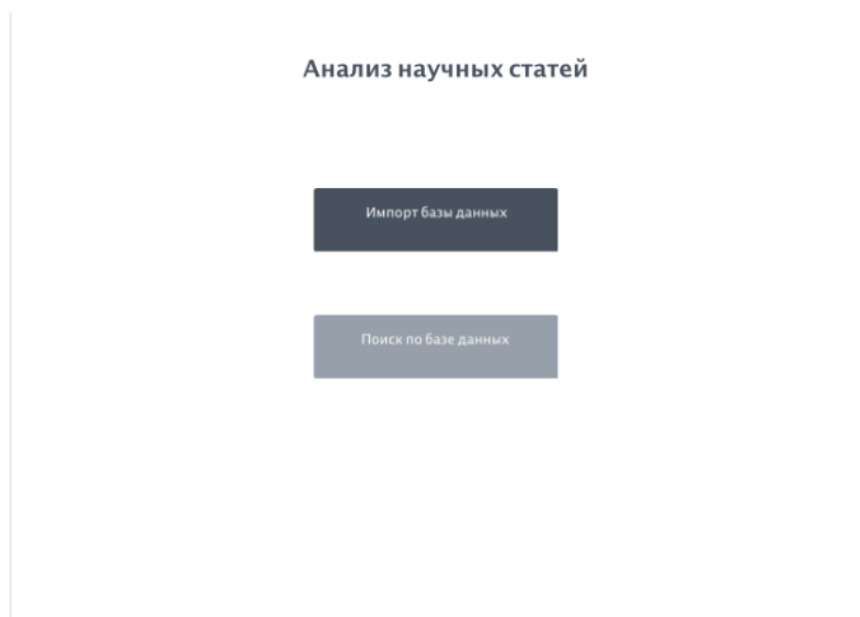 Анализ научных статей
Импорт базы данных
Поиск по базе данных